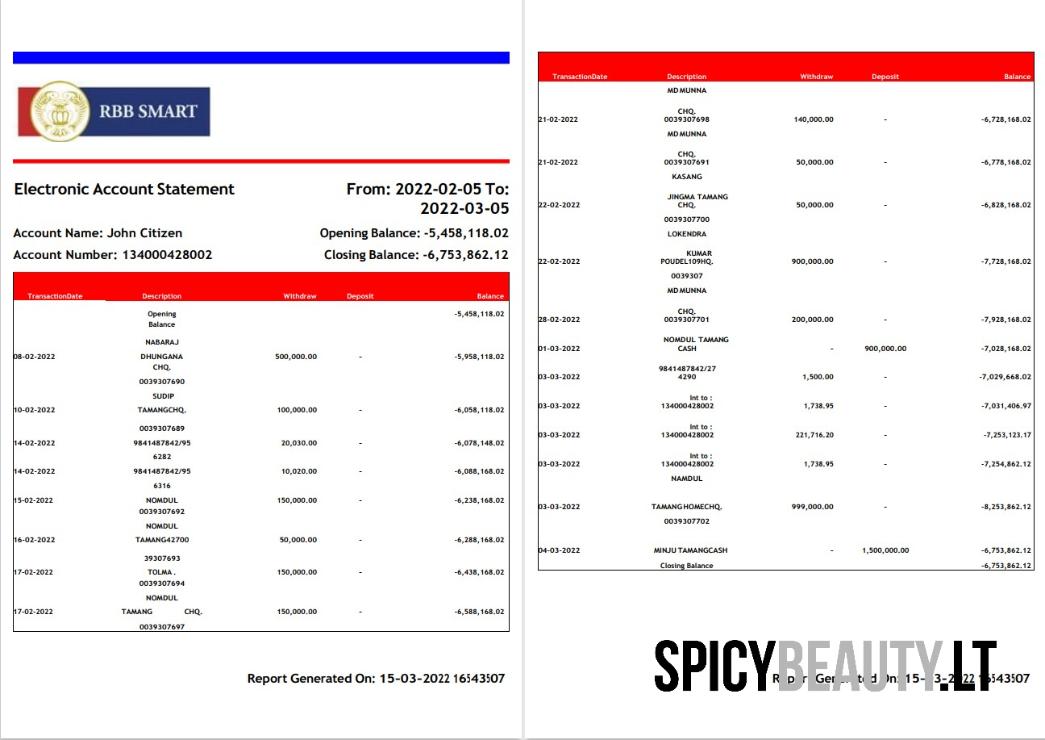 RBB SMART
Electronic Account Statement
From: 2022-02-05 To:
2022-03-05
Account Name: John Citizen
Opening Balance: -5,458,118.02
Account Number: 134000428002
Closing Balance: -6,753,862.12
TransactionDate Description Withdraw Deposit Balance
Opening
Balance
-5,458,118.02
NABARAJ
08-02-2022 DHUNGANA 500,000.00 - -5,958,118.02
CHQ.
0039307690
SUDIP
10-02-2022 TAMANGCHQ. 100,000.00 - -6,058,118.02
0039307689
14-02-2022 9841487842/95 20,030.00 - -6,078,148.02
6282
14-02-2022 9841487842/95 10,020.00 - -6,088,168.02
6316
15-02-2022 NOMDUL 150,000.00 - -6,238,168.02
0039307692
NOMDUL
16-02-2022 TAMANG42700 50,000.00 - -6,288,168.02
39307693
17-02-2022 TOLMA . 150,000.00 - -6,438,168.02
0039307694
NOMDUL
17-02-2022 TAMANG CHQ. 150,000.00 - -6,588,168.02
0039307697
Report Generated On: 15-03-2022 16:43:07
TransactionDate Description Withdraw Deposit Balance
MD MUNNA
CHQ.
21-02-2022 0039307698 140,000.00 - -6,728,168.02
MD MUNNA
CHQ.
21-02-2022 0039307691 50,000.00 - -6,778,168.02
KASANG
JINGMA TAMANG
22-02-2022 CHQ. 50,000.00 - -6,828,168.02
0039307700
LOKENDRA
KUMAR
22-02-2022 POUDEL109HQ. 900,000.00 - -7,728,168.02
0039307
MD MUNNA
CHQ.
28-02-2022 0039307701 200,000.00 - -7,928,168.02
NOMDUL TAMANG
01-03-2022 CASH - 900,000.00 -7,028,168.02
9841487842/27
03-03-2022 4290 1,500.00 - -7,029,668.02
Int to :
03-03-2022 134000428002 1,738.95 - -7,031,406.97
Int to :
03-03-2022 134000428002 221,716.20 - -7,253,123.17
Int to :
03-03-2022 134000428002 1,738.95 - -7,254,862.12
NAMDUL
03-03-2022 TAMANG HOMECHQ. 999,000.00 - -8,253,862.12
0039307702
04-03-2022 MINJU TAMANGCASH - 1,500,000.00 -6,753,862.12
Closing Balance -6,753,862.12
SPICYBEAUTY.LT